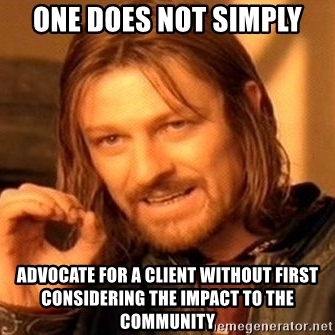 ONE DOES NOT SIMPLY
ADVOCATE FOR A CLIENT WITHOUT FIRST
CONSIDERING THE IMPACT TO THE
COMMUNITY
memegenerator.net